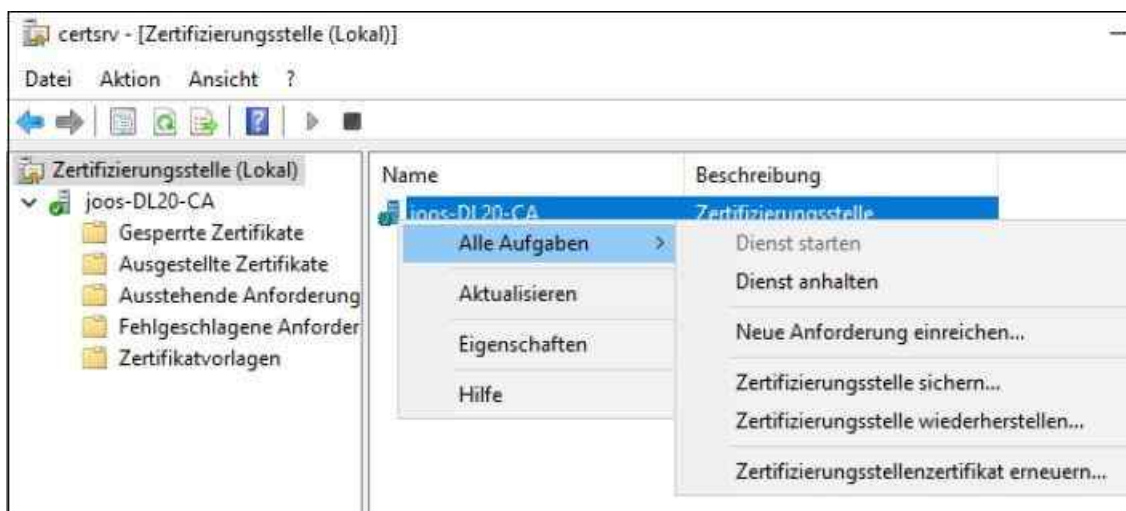 certsrv - [Zertifizierungsstelle (Lokal)]
Datei Aktion Ansicht ?
Zertifizierungsstelle (Lokal)
joos-DL20-CA
Gesperrte Zertifikate
Ausgestellte Zertifikate
Ausstehende Anforderung
Fehlgeschlagene Anforder
Zertifikatvorlagen
Name Beschreibung
joos-DL20-CA Zertifizierungsstelle
Alle Aufgaben >
Aktualisieren
Eigenschaften
Hilfe
Dienst starten
Dienst anhalten
Neue Anforderung einreichen...
Zertifizierungsstelle sichern...
Zertifizierungsstelle wiederherstellen...
Zertifizierungsstellenzertifikat erneuern...